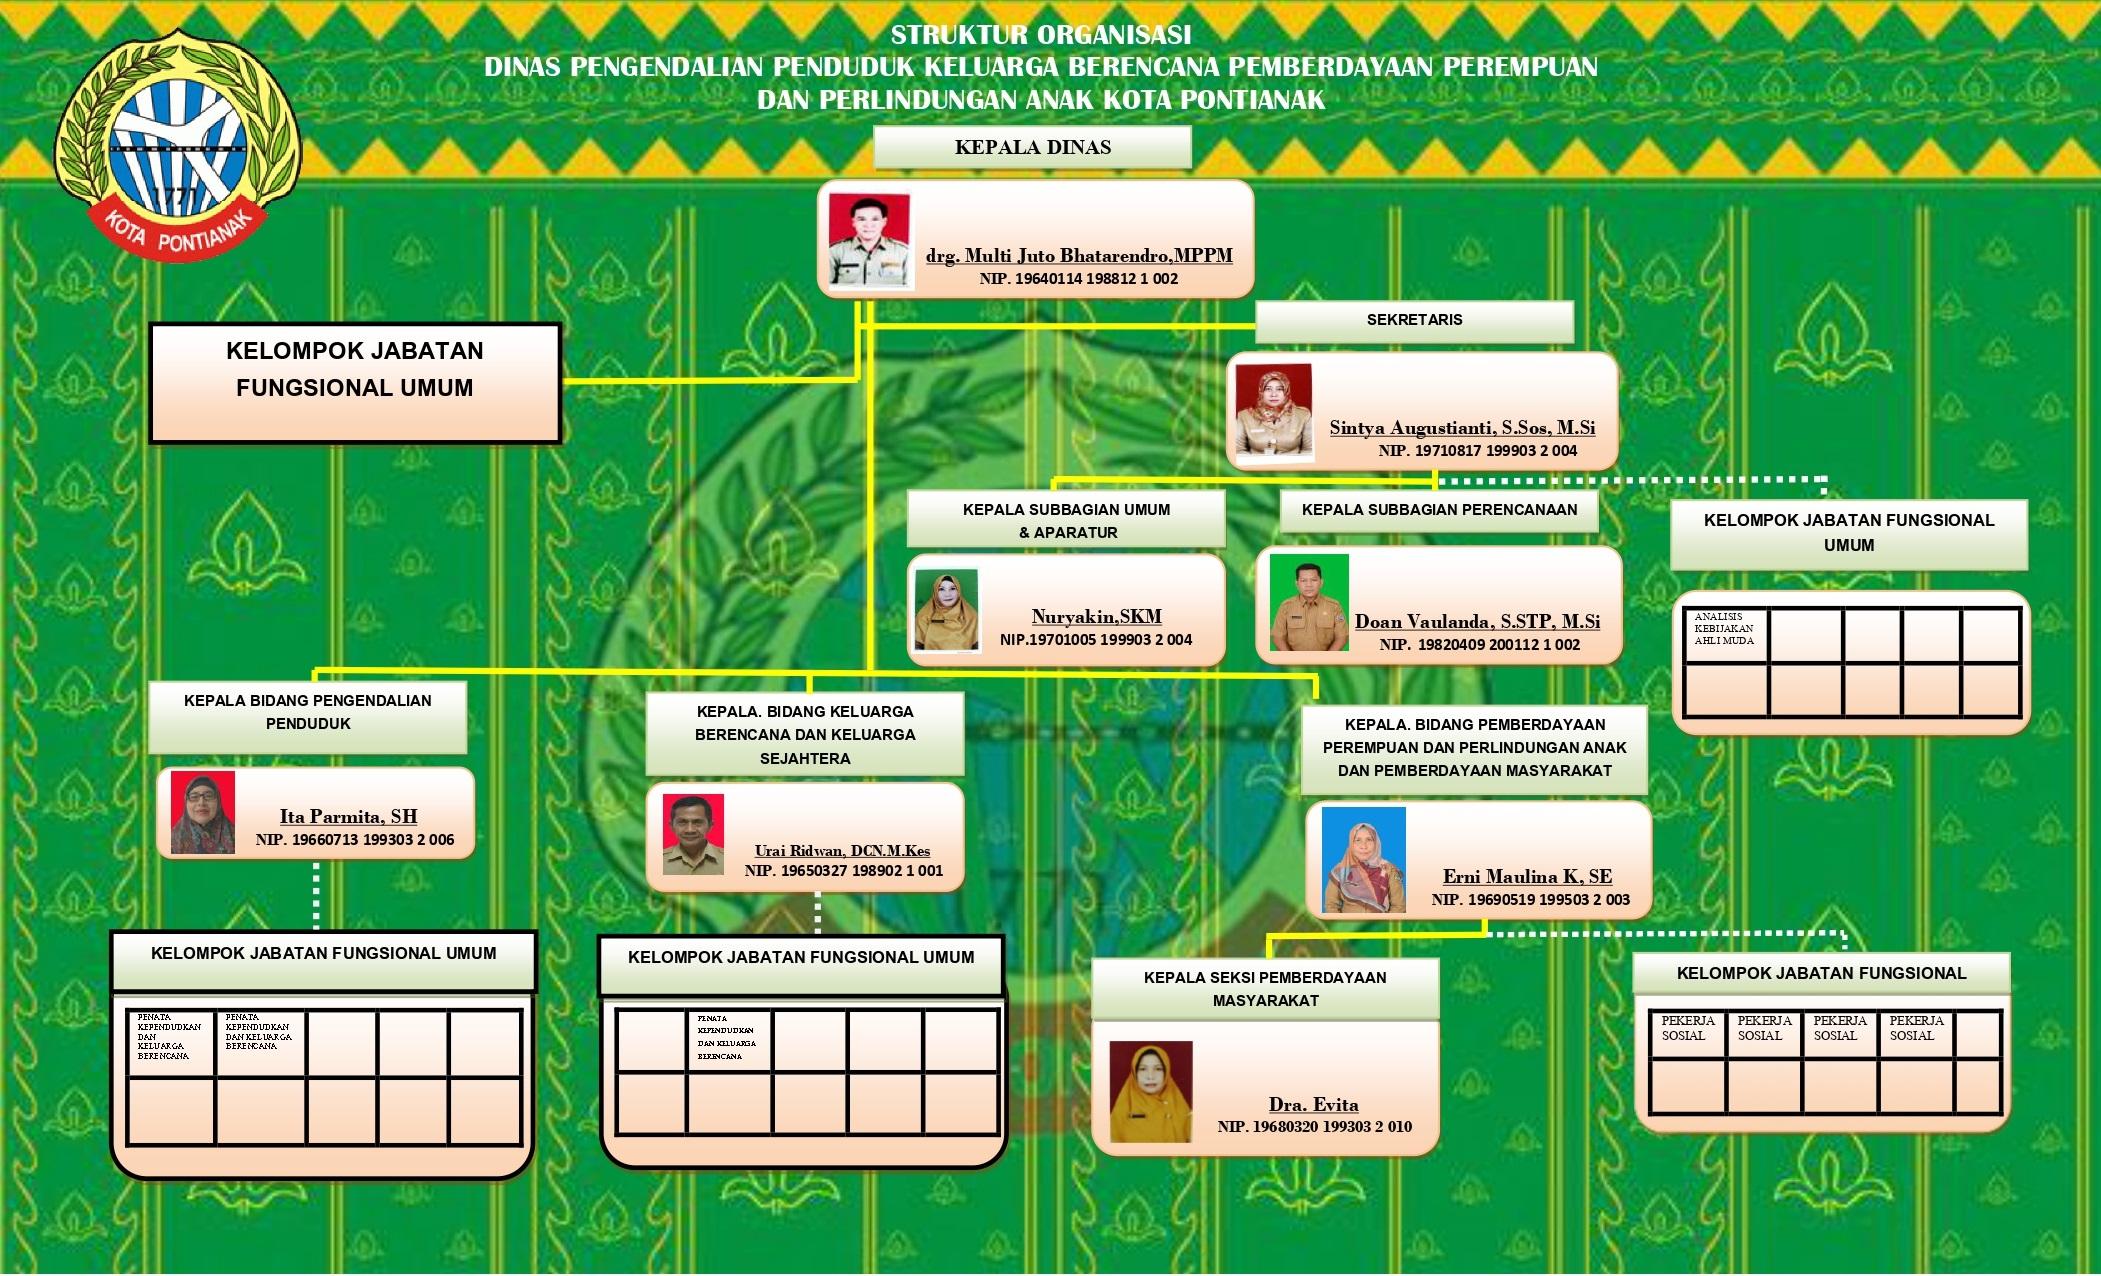 STRUKTUR ORGANISASI
DINAS PENGENDALIAN PENDUDUK KELUARGA BERENCANA PEMBERDAYAAN PEREMPUAN
DAN PERLINDUNGAN ANAK KOTA PONTIANAK
1771
KOTA PONTIANAK
KEPALA DINAS
drg. Multi Juto Bhatarendro,MPPM
NIP. 19640114 198812 1 002
KELOMPOK JABATAN
FUNGSIONAL UMUM
SEKRETARIS
Sintya Augustianti, S.Sos, M.Si
NIP. 19710817 199903 2 004
KEPALA SUBBAGIAN UMUM
& APARATUR
Nuryakin,SKM
NIP.19701005 199903 2 004
KEPALA SUBBAGIAN PERENCANAAN
Doan Vaulanda, S.STP, M.Si
NIP. 19820409 200112 1 002
KELOMPOK JABATAN FUNGSIONAL
UMUM
ANALISIS
KEBIJAKAN
AHLI MUDA
KEPALA BIDANG PENGENDALIAN
PENDUDUK
Ita Parmita, SH
NIP. 19660713 199303 2 006
KEPALA. BIDANG KELUARGA
BERENCANA DAN KELUARGA
SEJAHTERA
Urai Ridwan, DCN.M.Kes
NIP. 19650327 198902 1 001
KEPALA. BIDANG PEMBERDAYAAN
PEREMPUAN DAN PERLINDUNGAN ANAK
DAN PEMBERDAYAAN MASYARAKAT
Erni Maulina K, SE
NIP. 19690519 199503 2 003
KELOMPOK JABATAN FUNGSIONAL UMUM
PENATA
KEPENDUDKAN
DAN
KELUARGA
BERENCANA
PENATA
KEPENDUDKAN
DAN KELUARGA
BERENCANA
KELOMPOK JABATAN FUNGSIONAL UMUM
PENATA
KEPENDUDKAN
DAN KELUARGA
BERENCANA
KEPALA SEKSI PEMBERDAYAAN
MASYARAKAT
Dra. Evita
NIP. 19680320 199303 2 010
KELOMPOK JABATAN FUNGSIONAL
PEKERJA
SOSIAL
PEKERJA
SOSIAL
PEKERJA
SOSIAL
PEKERJA
SOSIAL